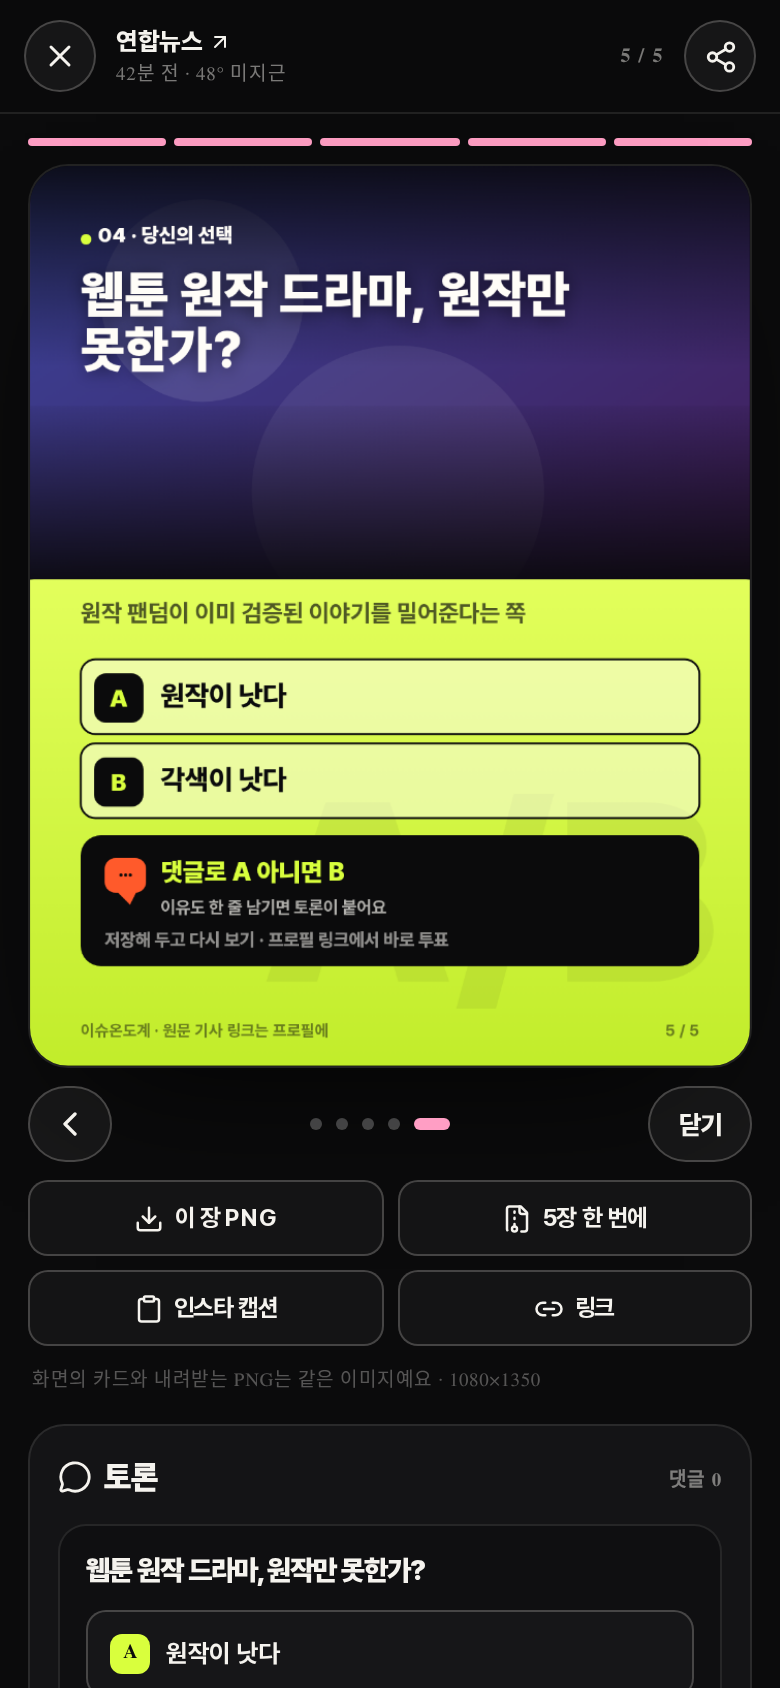 연합뉴스
42분 전 · 48° 미지근
5 / 5
04 · 당신의 선택
웹툰 원작 드라마, 원작만
못한가?
원작 팬덤이 이미 검증된 이야기를 밀어준다는 쪽
A 원작이 낫다
B 각색이 낫다
A/B
댓글로 A 아니면 B
이유도 한 줄 남기면 토론이 붙어요
저장해 두고 다시 보기 · 프로필 링크에서 바로 투표
이슈온도계 · 원문 기사 링크는 프로필에
5 / 5
닫기
이 장 PNG
5장 한 번에
인스타 캡션
링크
화면의 카드와 내려받는 PNG는 같은 이미지예요 · 1080×1350
토론
댓글 0
웹툰 원작 드라마, 원작만 못한가?
A 원작이 낫다